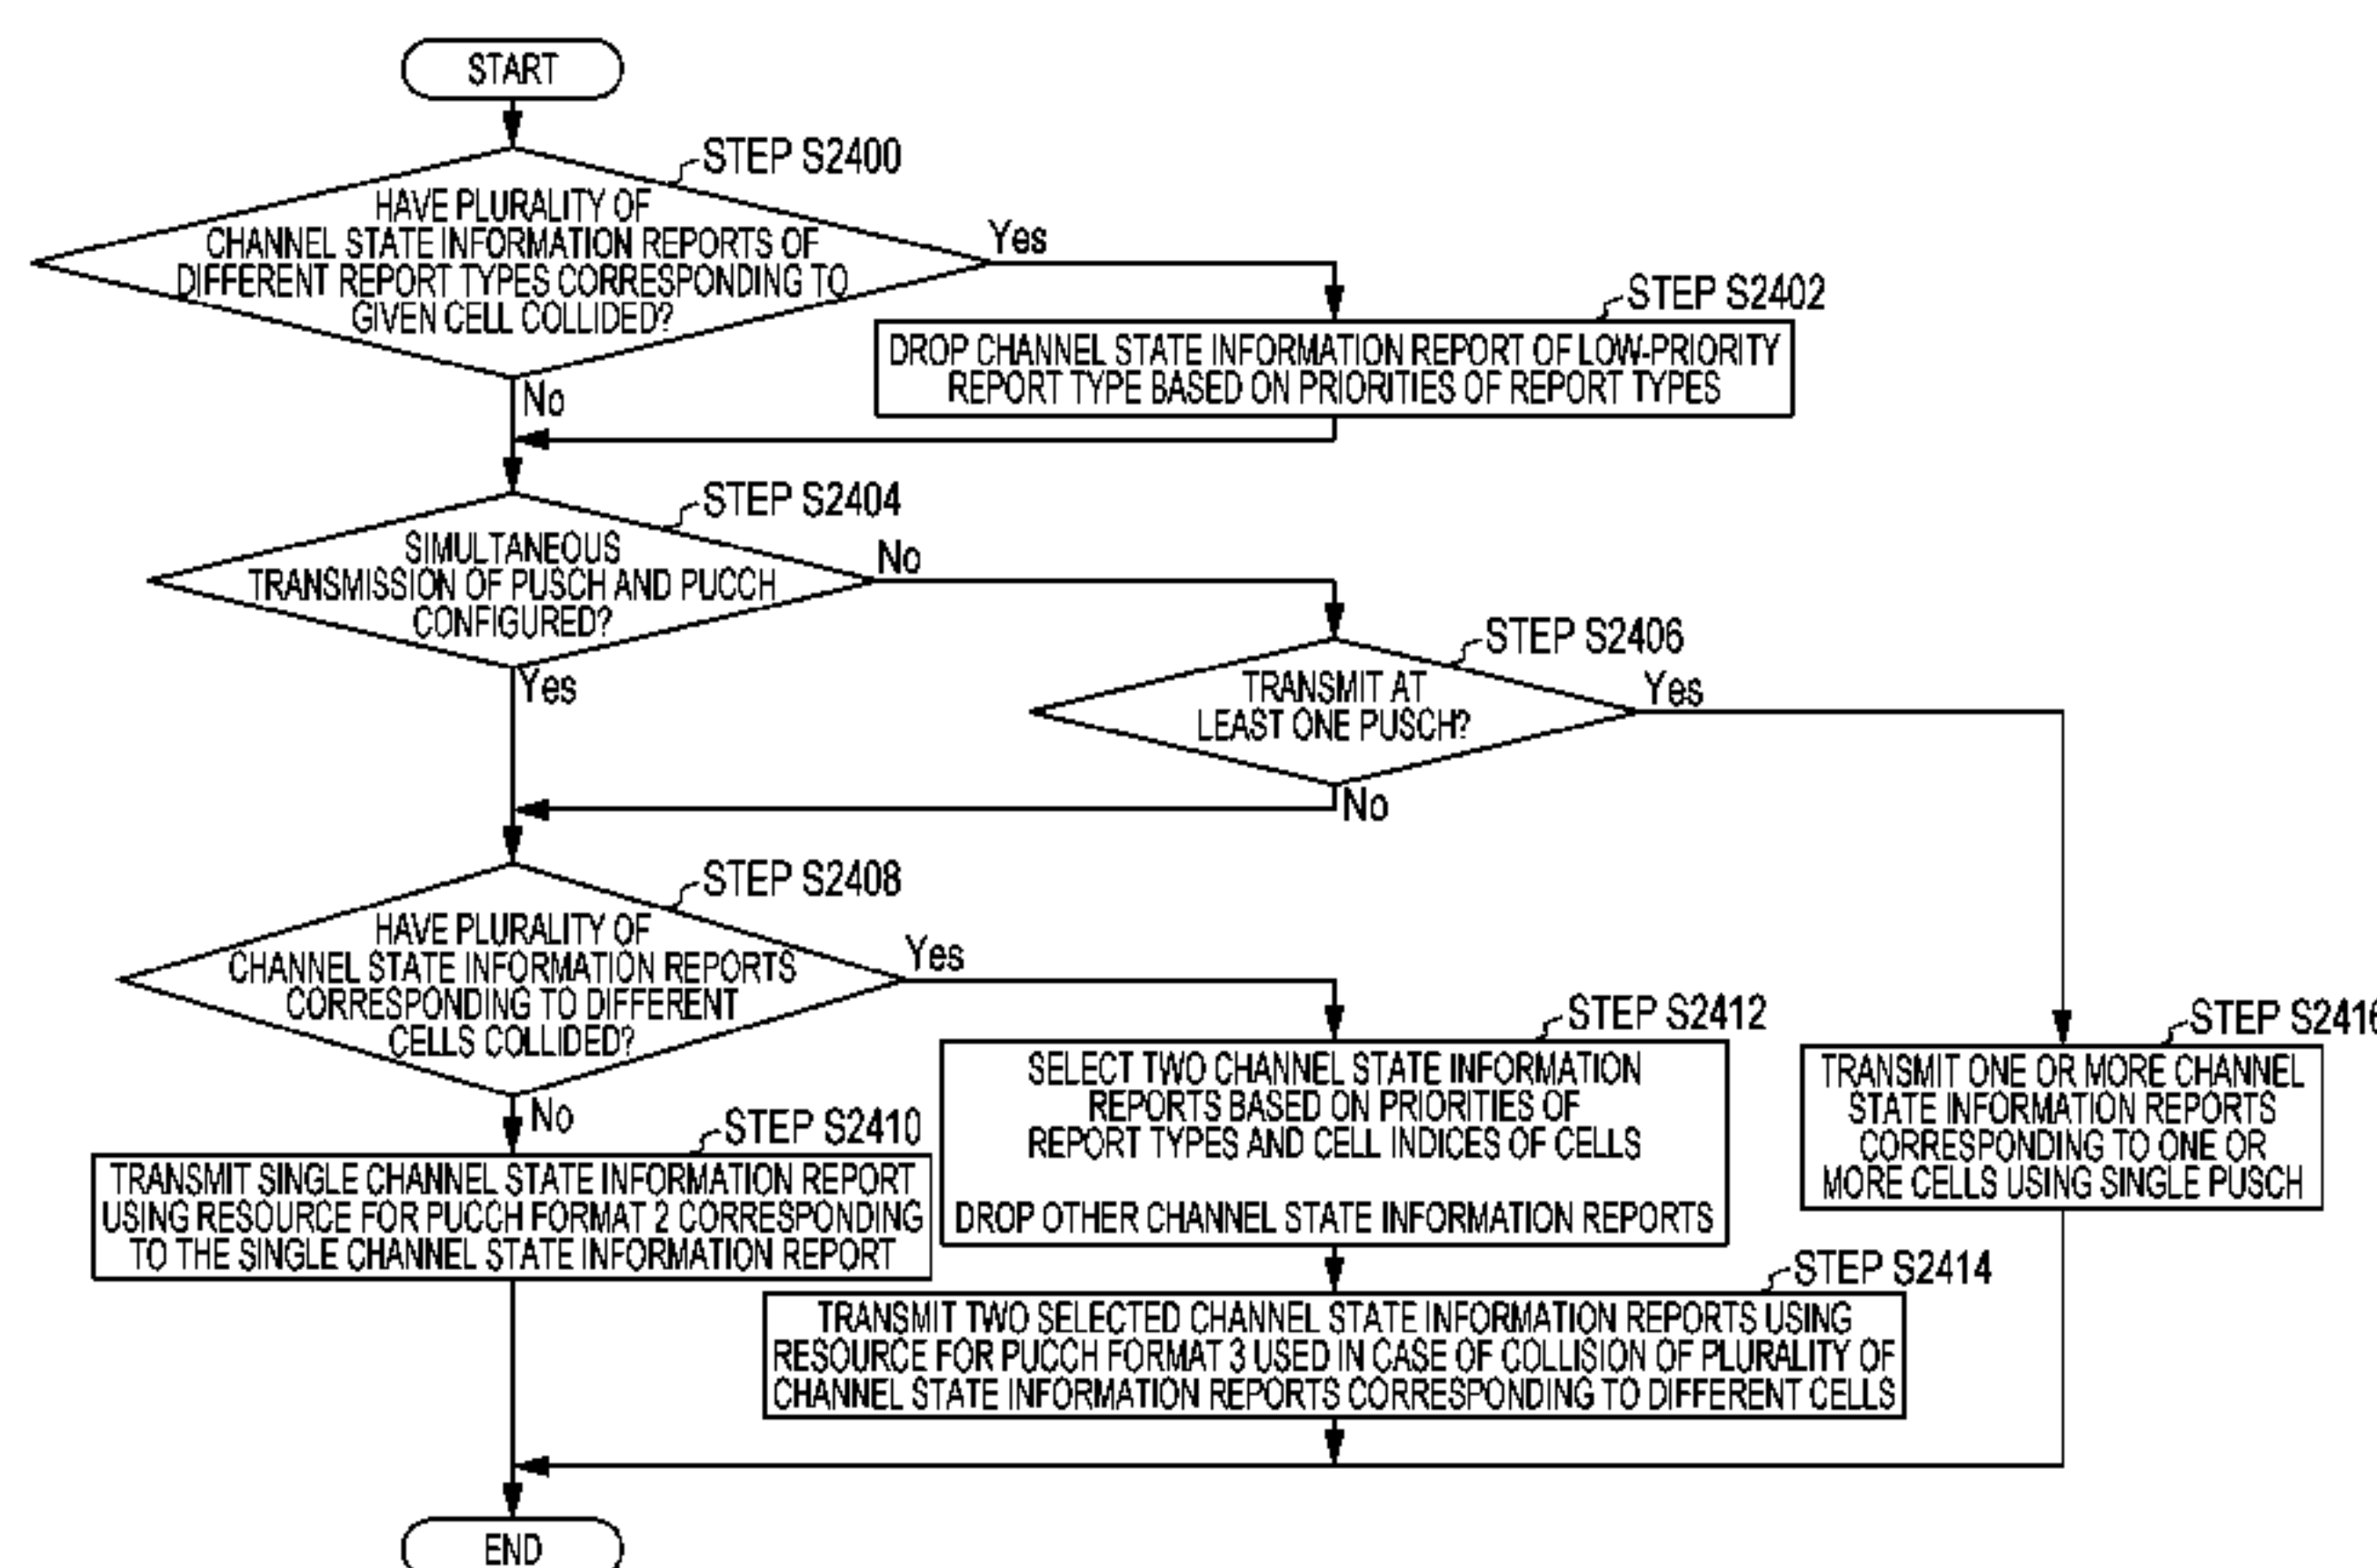 START
STEP S2400
HAVE PLURALITY OF
CHANNEL STATE INFORMATION REPORTS OF
DIFFERENT REPORT TYPES CORRESPONDING TO
GIVEN CELL COLLIDED?
Yes
No
STEP S2402
DROP CHANNEL STATE INFORMATION REPORT OF LOW-PRIORITY
REPORT TYPE BASED ON PRIORITIES OF REPORT TYPES
STEP S2404
SIMULTANEOUS
TRANSMISSION OF PUSCH AND PUCCH
CONFIGURED?
No
Yes
STEP S2406
TRANSMIT AT
LEAST ONE PUSCH?
Yes
No
STEP S2408
HAVE PLURALITY OF
CHANNEL STATE INFORMATION REPORTS
CORRESPONDING TO DIFFERENT
CELLS COLLIDED?
Yes
No
STEP S2410
TRANSMIT SINGLE CHANNEL STATE INFORMATION REPORT
USING RESOURCE FOR PUCCH FORMAT 2 CORRESPONDING
TO THE SINGLE CHANNEL STATE INFORMATION REPORT
STEP S2412
SELECT TWO CHANNEL STATE INFORMATION
REPORTS BASED ON PRIORITIES OF
REPORT TYPES AND CELL INDICES OF CELLS
DROP OTHER CHANNEL STATE INFORMATION REPORTS
STEP S2414
TRANSMIT TWO SELECTED CHANNEL STATE INFORMATION REPORTS USING
RESOURCE FOR PUCCH FORMAT 3 USED IN CASE OF COLLISION OF PLURALITY OF
CHANNEL STATE INFORMATION REPORTS CORRESPONDING TO DIFFERENT CELLS
STEP S2416
TRANSMIT ONE OR MORE CHANNEL
STATE INFORMATION REPORTS
CORRESPONDING TO ONE OR
MORE CELLS USING SINGLE PUSCH
END